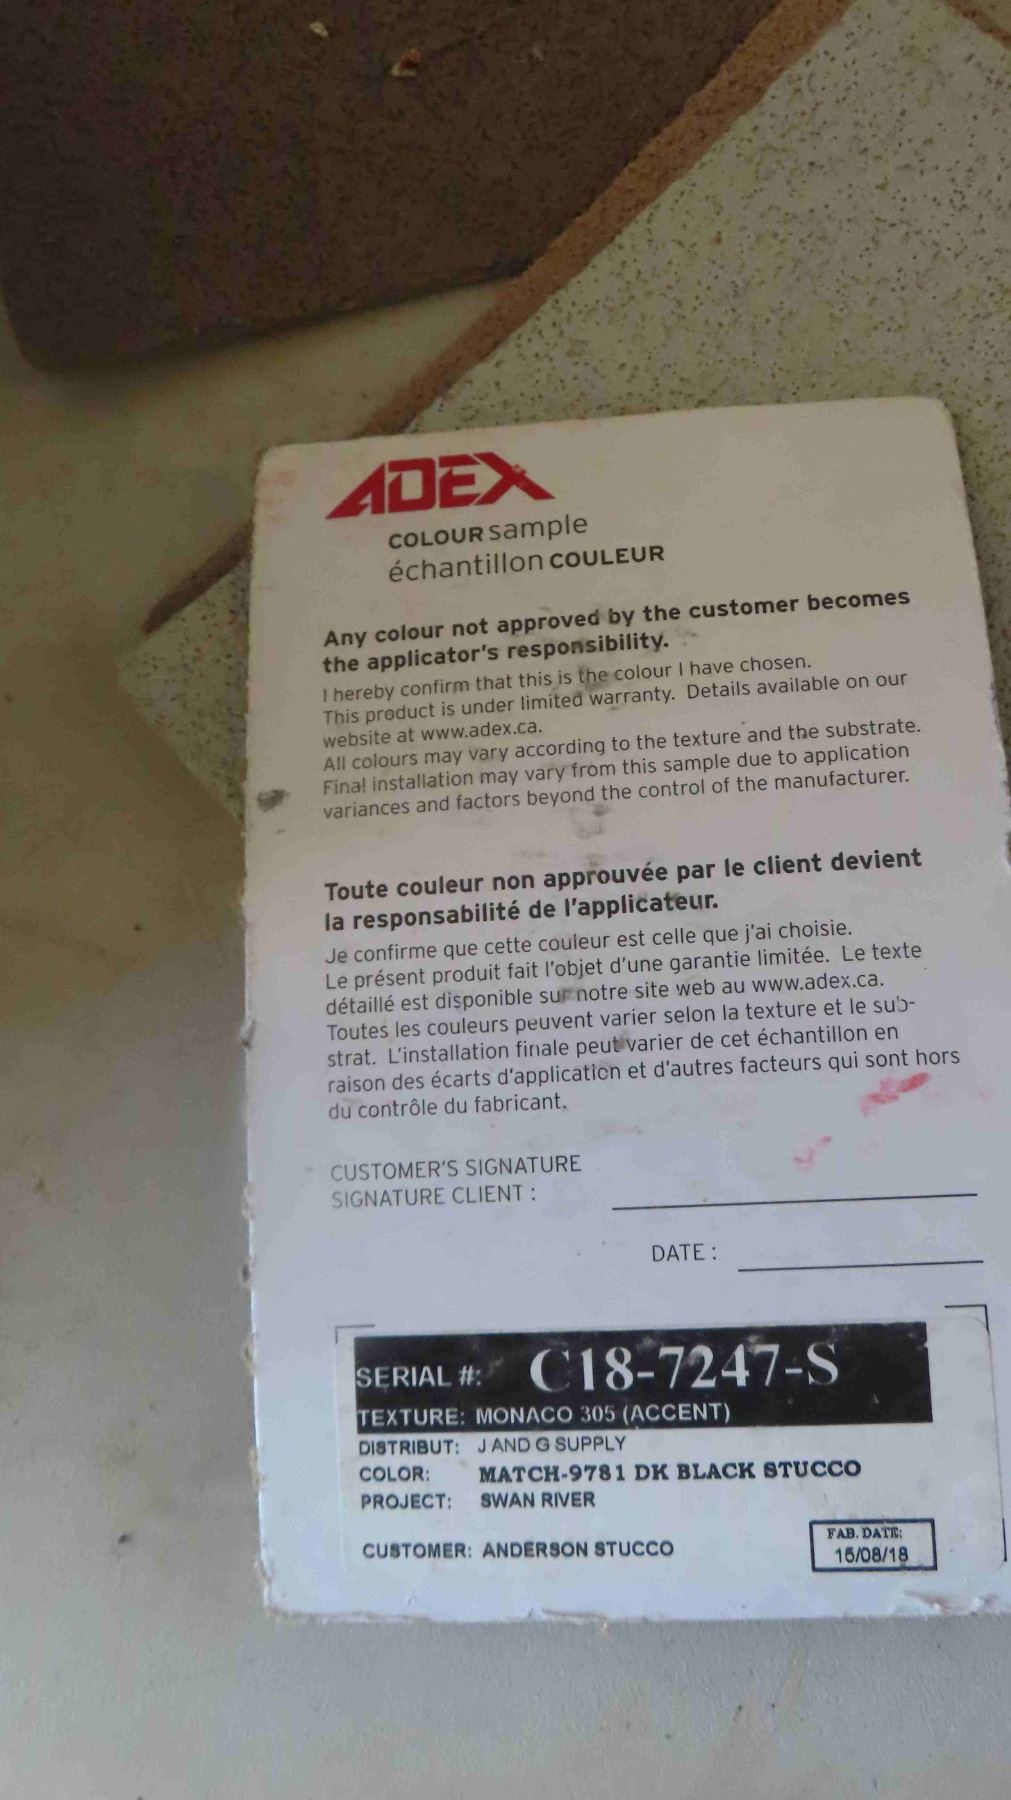 ADEX
COLOUR sample
échantillon COULEUR
Any colour not approved by the customer becomes
the applicator's responsibility.
I hereby confirm that this is the colour I have chosen.
This product is under limited warranty. Details available on our
website at www.adex.ca.
All colours may vary according to the texture and the substrate.
Final installation may vary from this sample due to application
variances and factors beyond the control of the manufacturer.
Toute couleur non approuvée par le client devient
la responsabilité de l'applicateur.
Je confirme que cette couleur est celle que j'ai choisie.
Le présent produit fait l'objet d'une garantie limitée. Le texte
détaillé est disponible sur notre site web au www.adex.ca.
Toutes les couleurs peuvent varier selon la texture et le sub-
strat. L'installation finale peut varier de cet échantillon en
raison des écarts d'application et d'autres facteurs qui sont hors
du contrôle du fabricant.
CUSTOMER'S SIGNATURE
SIGNATURE CLIENT :
DATE :
SERIAL #: C18-7247-S
TEXTURE: MONACO 305 (ACCENT)
DISTRIBUT: J AND G SUPPLY
COLOR: MATCH-9781 DK BLACK STUCCO
PROJECT: SWAN RIVER
CUSTOMER: ANDERSON STUCCO
FAB. DATE:
15/08/18